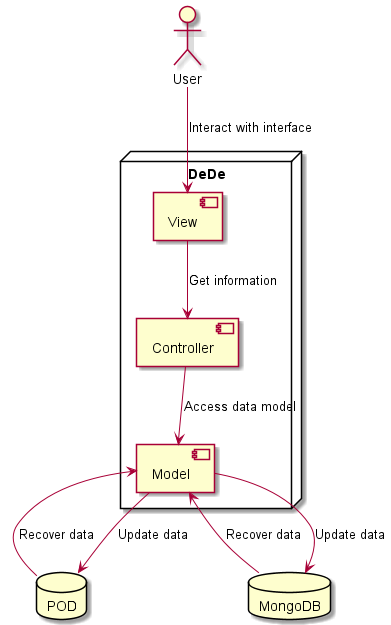 User
Interact with interface
DeDe
View
Get information
Controller
Access data model
Model
Recover data
Update data
Recover data
Update data
POD
MongoDB